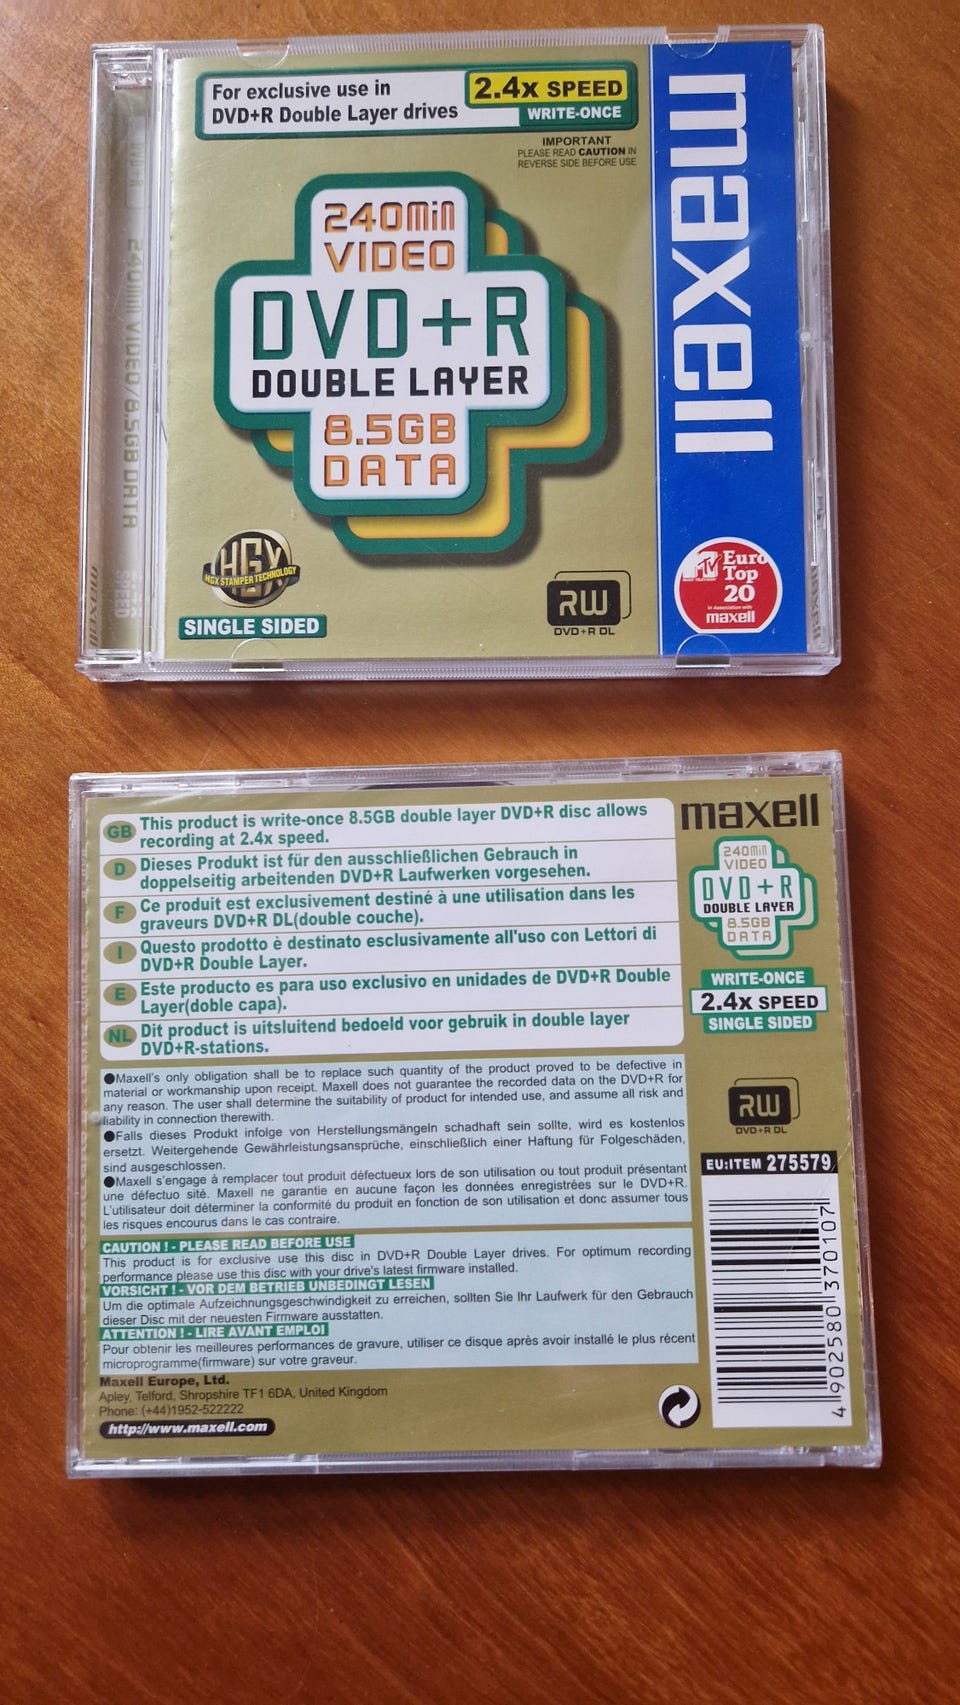 For exclusive use in
DVD+R Double Layer drives
2.4x SPEED
WRITE-ONCE
IMPORTANT
PLEASE READ CAUTION IN
REVERSE SIDE BEFORE USE
240min
VIDEO
DVD+R
DOUBLE LAYER
8.5GB
DATA
HGX
HGX STAMPER TECHNOLOGY
SINGLE SIDED
RW
DVD+R DL
maxell
MTV
MUSIC TELEVISION
Euro
Top
20
In Association with
maxell
240min VIDEO/8.5GB DATA
maxell
SPEED
GB This product is write-once 8.5GB double layer DVD+R disc allows
recording at 2.4x speed.
D Dieses Produkt ist für den ausschließlichen Gebrauch in
doppelseitig arbeitenden DVD+R Laufwerken vorgesehen.
F Ce produit est exclusivement destiné à une utilisation dans les
graveurs DVD+R DL(double couche).
I Questo prodotto è destinato esclusivamente all'uso con Lettori di
DVD+R Double Layer.
E Este producto es para uso exclusivo en unidades de DVD+R Double
Layer(doble capa).
NL Dit product is uitsluitend bedoeld voor gebruik in double layer
DVD+R-stations.
●Maxell's only obligation shall be to replace such quantity of the product proved to be defective in
material or workmanship upon receipt. Maxell does not guarantee the recorded data on the DVD+R for
any reason. The user shall determine the suitability of product for intended use, and assume all risk and
liability in connection therewith.
●Falls dieses Produkt infolge von Herstellungsmängeln schadhaft sein sollte, wird es kostenlos
ersetzt. Weitergehende Gewährleistungsansprüche, einschließlich einer Haftung für Folgeschäden,
sind ausgeschlossen.
●Maxell s'engage à remplacer tout produit défectueux lors de son utilisation ou tout produit présentant
une défectuo sité. Maxell ne garantie en aucune façon les données enregistrées sur le DVD+R.
L'utilisateur doit déterminer la conformité du produit en fonction de son utilisation et donc assumer tous
les risques encourus dans le cas contraire.
CAUTION ! - PLEASE READ BEFORE USE
This product is for exclusive use this disc in DVD+R Double Layer drives. For optimum recording
performance please use this disc with your drive's latest firmware installed.
VORSICHT ! - VOR DEM BETRIEB UNBEDINGT LESEN
Um die optimale Aufzeichnungsgeschwindigkeit zu erreichen, sollten Sie Ihr Laufwerk für den Gebrauch
dieser Disc mit der neuesten Firmware ausstatten.
ATTENTION ! - LIRE AVANT EMPLOI
Pour obtenir les meilleures performances de gravure, utiliser ce disque après avoir installé le plus récent
microprogramme(firmware) sur votre graveur.
Maxell Europe, Ltd.
Apley, Telford, Shropshire TF1 6DA, United Kingdom
Phone: (+44)1952-522222
http://www.maxell.com
maxell
240min
VIDEO
DVD+R
DOUBLE LAYER
8.5GB
DATA
WRITE-ONCE
2.4x SPEED
SINGLE SIDED
RW
DVD+R DL
EU:ITEM 275579
4 902580 370107